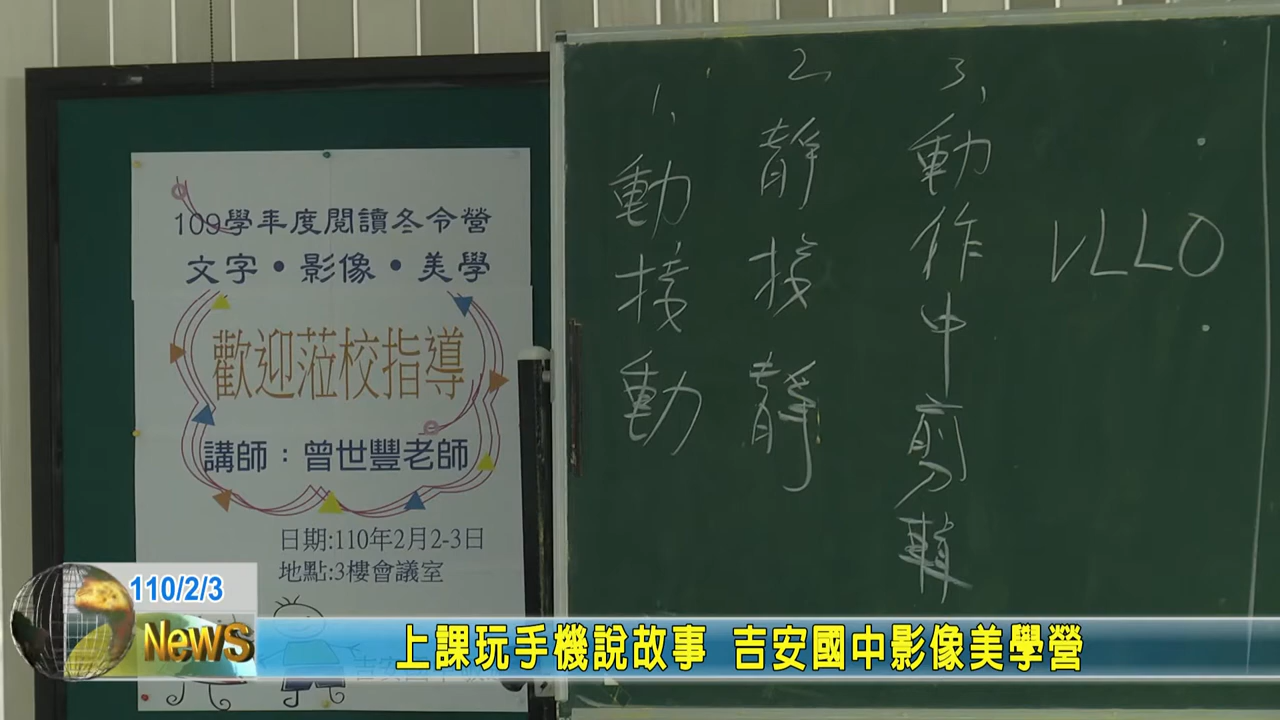 109學年度閱讀冬令營
文字・影像・美學
歡迎蒞校指導
講師：曾世豐老師
日期:110年2月2-3日
地點:3樓會議室
吉安國中
1、動接動
2、靜接靜
3、動作中剪輯
VLLO
110/2/3
News
上課玩手機說故事 吉安國中影像美學營